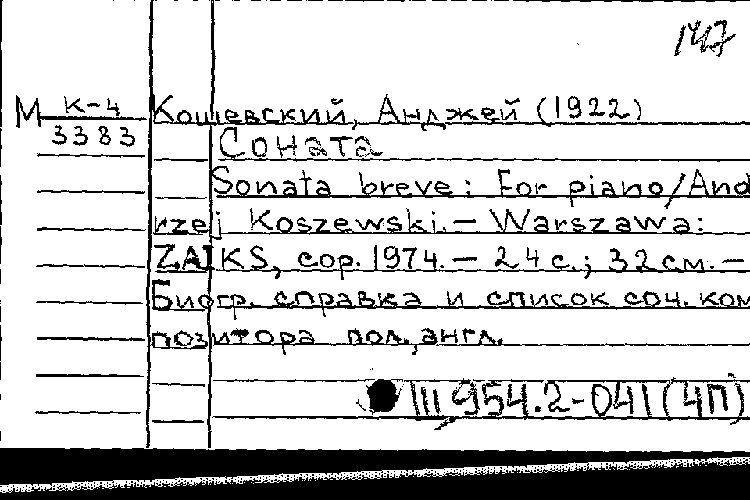 147
М К-4
3383
Кошевский, Анджей (1922)
Соната
Sonata breve: For piano/And
rzej Koszewski. – Warszawa:
ZAIKS, cop. 1974. – 24 с.; 32 см. –
Биогр. справка и список соч. ком
позитора пол., англ.
III 954.2-041 (4П)